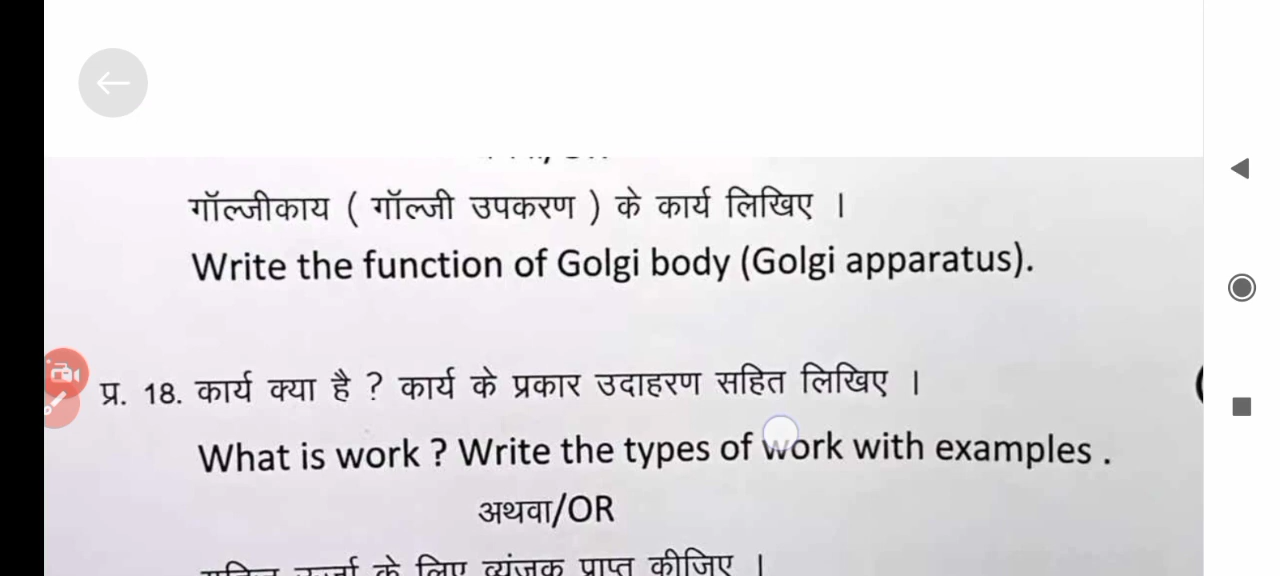 गॉल्जीकाय ( गॉल्जी उपकरण ) के कार्य लिखिए ।
Write the function of Golgi body (Golgi apparatus).
प्र. 18. कार्य क्या है ? कार्य के प्रकार उदाहरण सहित लिखिए ।
What is work ? Write the types of work with examples .
अथवा/OR
के लिए व्यंजक प्राप्त कीजिए ।